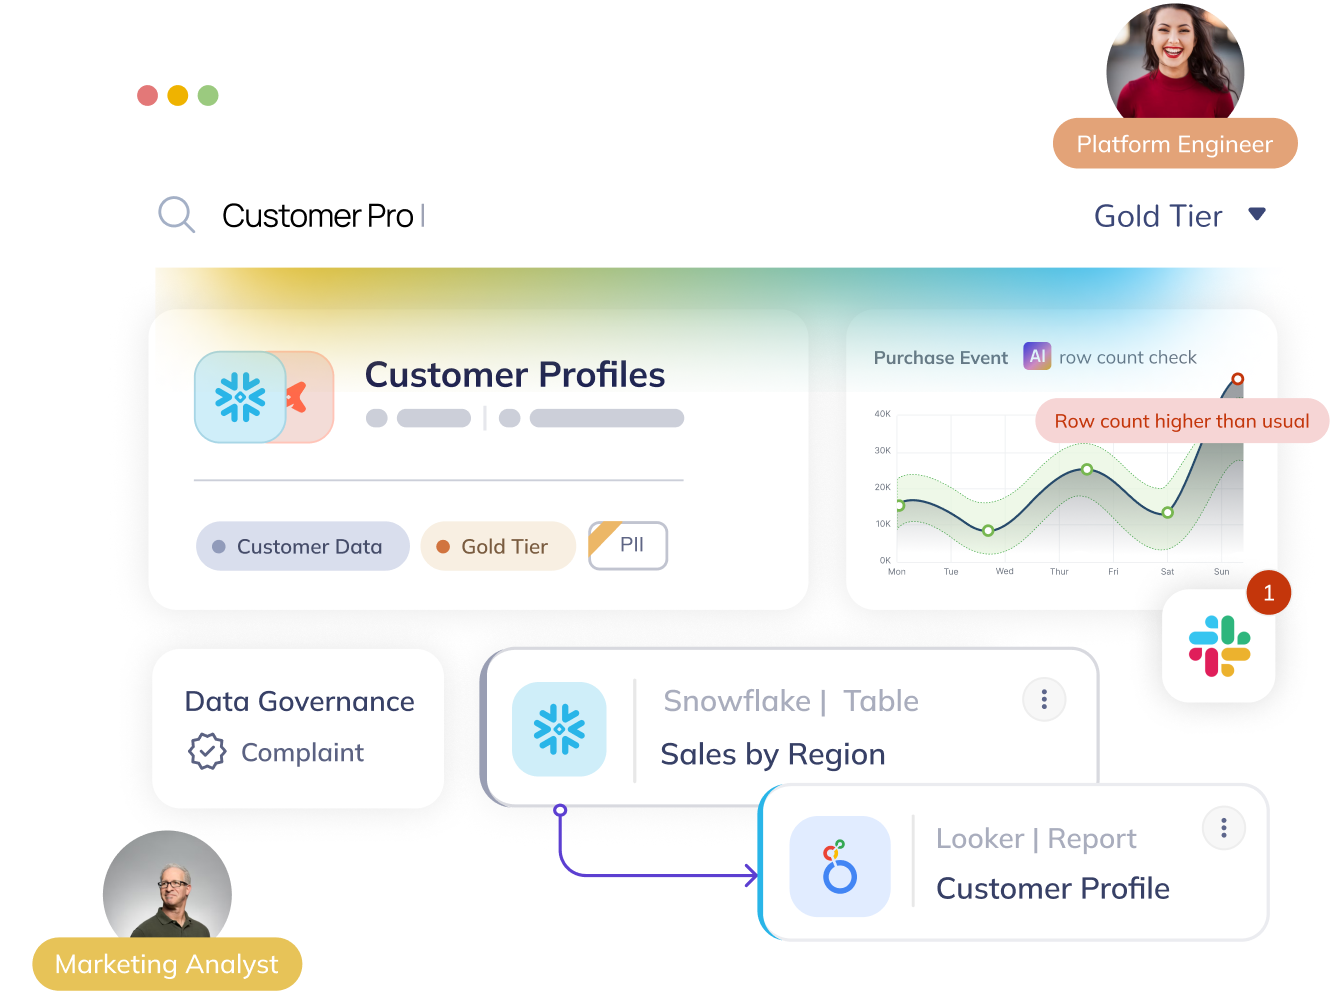 Platform Engineer
Customer Pro
Gold Tier
Customer Profiles
Customer Data
Gold Tier
PII
Purchase Event AI row count check
Row count higher than usual
40K
30K
20K
10K
0K
Mon Tue Wed Thur Fri Sat Sun
1
Data Governance
Complaint
Snowflake | Table
Sales by Region
Looker | Report
Customer Profile
Marketing Analyst